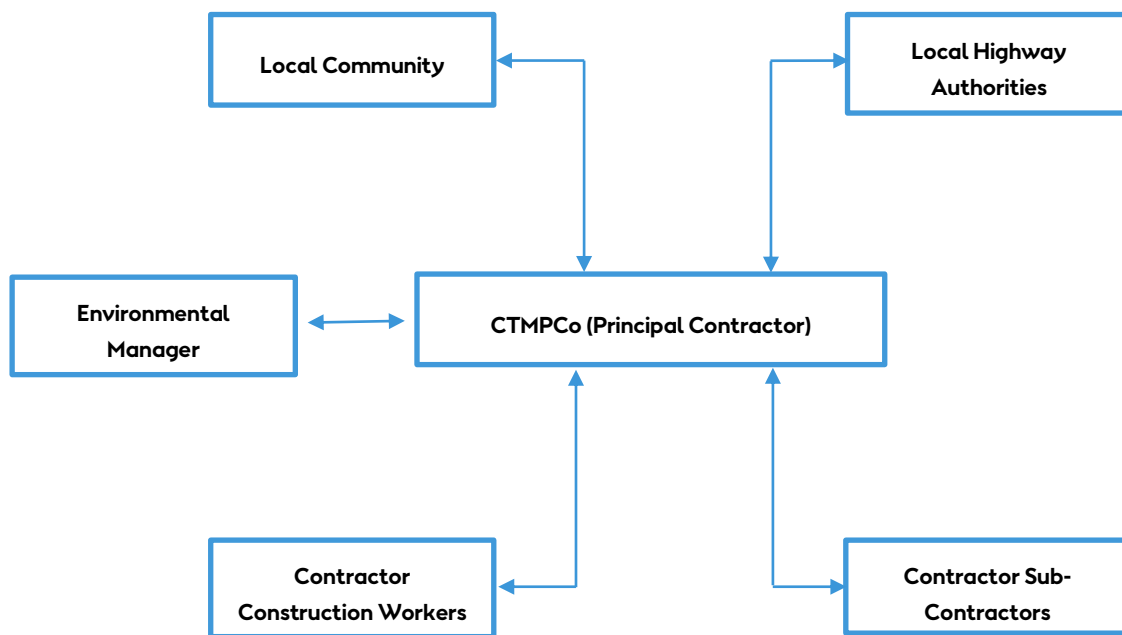 Local Community
Local Highway
Authorities
Environmental
Manager
CTMPCo (Principal Contractor)
Contractor
Construction Workers
Contractor Sub-
Contractors